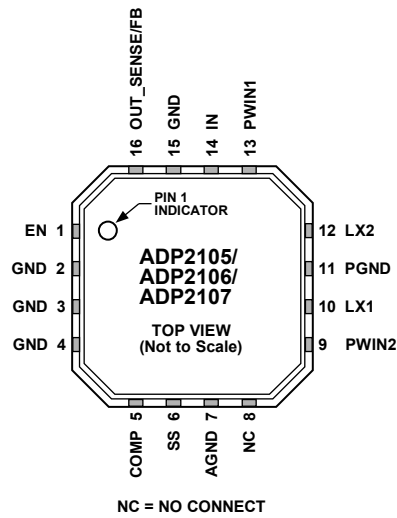 16 OUT_SENSE/FB
15 GND
14 IN
13 PWIN1
PIN 1
INDICATOR
EN 1
GND 2
GND 3
GND 4
12 LX2
11 PGND
10 LX1
9 PWIN2
ADP2105/
ADP2106/
ADP2107
TOP VIEW
(Not to Scale)
COMP 5
SS 6
AGND 7
NC 8
NC = NO CONNECT